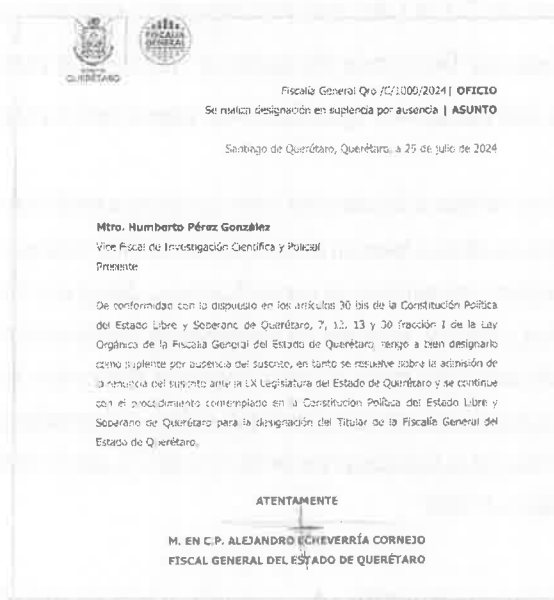 QUERÉTARO
FISCALÍA
GENERAL
Fiscalía General Qro /C/1000/2024| OFICIO
Se realiza designación en suplencia por ausencia | ASUNTO
Santiago de Querétaro, Querétaro, a 25 de julio de 2024
Mtro. Humberto Pérez González
Vice Fiscal de Investigación Científica y Policial
Presente
De conformidad con lo dispuesto en los artículos 30 bis de la Constitución Política
del Estado Libre y Soberano de Querétaro, 7, 12, 13 y 30 fracción I de la Ley
Orgánica de la Fiscalía General del Estado de Querétaro, tengo a bien designarlo
como suplente por ausencia del suscrito, en tanto se resuelve sobre la admisión de
la renuncia del suscrito ante la LX Legislatura del Estado de Querétaro y se continúe
con el procedimiento contemplado en la Constitución Política del Estado Libre y
Soberano de Querétaro para la designación del Titular de la Fiscalía General del
Estado de Querétaro.
ATENTAMENTE
M. EN C.P. ALEJANDRO ECHEVERRÍA CORNEJO
FISCAL GENERAL DEL ESTADO DE QUERÉTARO